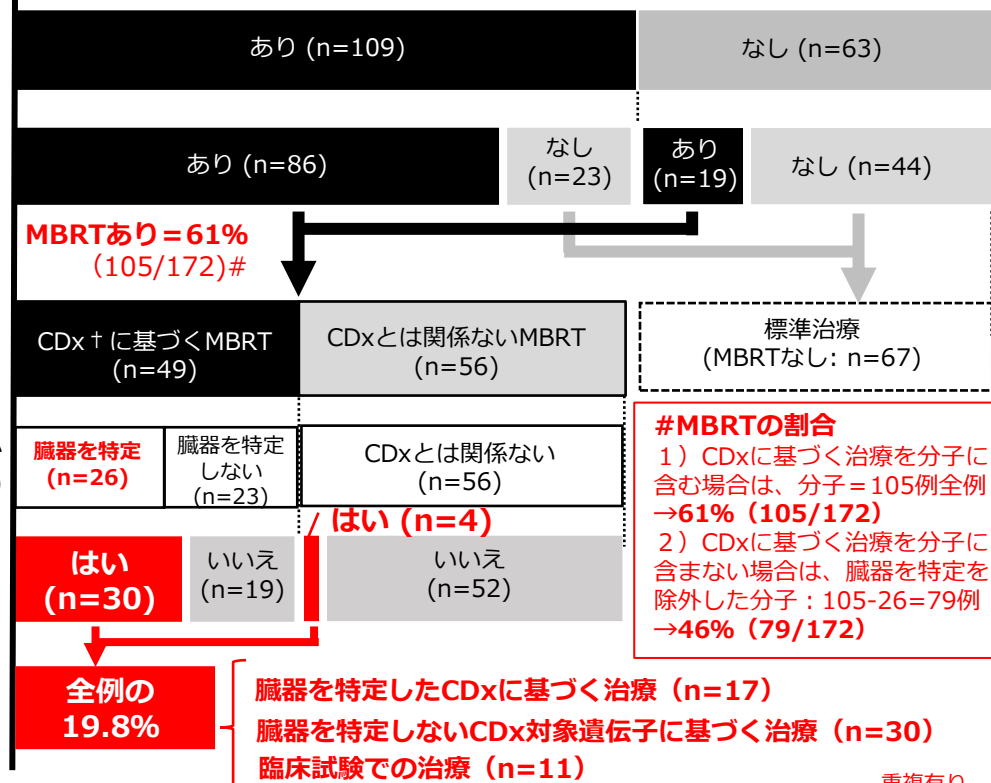 あり (n=109)
なし (n=63)
あり (n=86)
なし
(n=23)
あり
(n=19)
なし (n=44)
MBRTあり＝61%
（105/172)#
CDx†に基づくMBRT
(n=49)
CDxとは関係ないMBRT
(n=56)
標準治療
(MBRTなし: n=67)
臓器を特定
(n=26)
臓器を特定
しない
(n=23)
CDxとは関係ない
(n=56)
はい (n=4)
はい
(n=30)
いいえ
(n=19)
いいえ
(n=52)
#MBRTの割合
１）CDxに基づく治療を分子に
含む場合は、分子＝105例全例
→61%（105/172）
２）CDxに基づく治療を分子に
含まない場合は、臓器を特定を
除外した分子：105-26=79例
→46%（79/172）
全例の
19.8%
臓器を特定したCDxに基づく治療（n=17）
臓器を特定しないCDx対象遺伝子に基づく治療（n=30）
臨床試験での治療（n=11）
重複有り